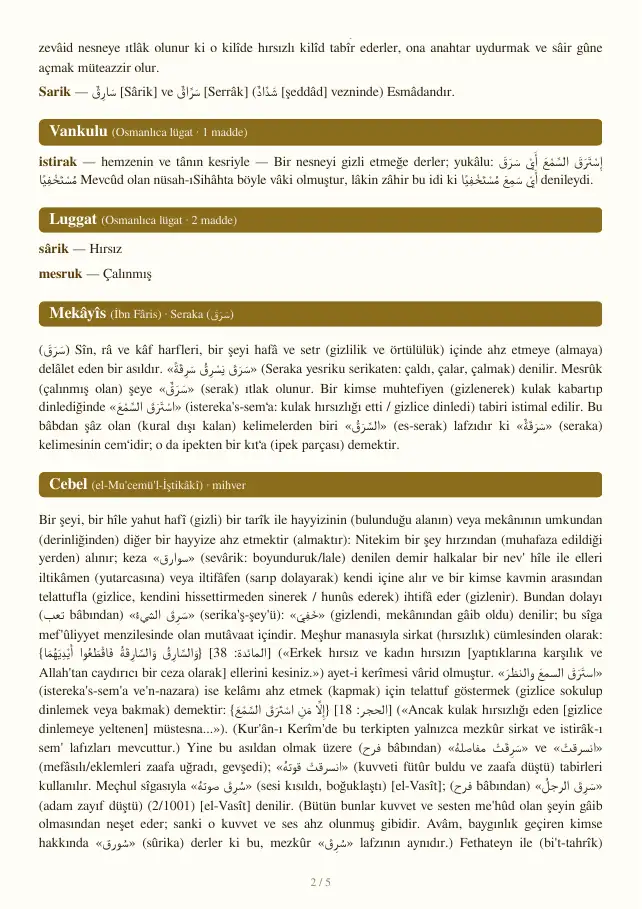 zevâid nesneye ıtlâk olunur ki o kilîde hırsızlı kilîd tabîr ederler, ona anahtar uydurmak ve sâir gûne
açmak müteazzir olur.
Sarik — سَارِقٌ [Sârik] ve سَرَّاقٌ [Serrâk] (شَدَّادٌ [şeddâd] vezninde) Esmâdandır.
Vankulu (Osmanlıca lügat · 1 madde)
istirak — hemzenin ve tânın kesriyle — Bir nesneyi gizli etmeğe derler; yukâlu: إِسْتَرَقَ السَّمْعَ أَيْ سَرَقَ
مُسْتَخْفِيًا Mevcûd olan nüsah-ıSihâhta böyle vâki olmuştur, lâkin zâhir bu idi ki أَيْ سَمِعَ مُسْتَخْفِيًا denileydi.
Luggat (Osmanlıca lügat · 2 madde)
sârik — Hırsız
mesruk — Çalınmış
Mekâyîs (İbn Fâris) · Seraka (سَرَقَ)
(سَرَقَ) Sîn, râ ve kâf harfleri, bir şeyi hafâ ve setr (gizlilik ve örtülülük) içinde ahz etmeye (almaya)
delâlet eden bir asıldır. «سَرَقَ يَسْرِقُ سَرِقَةً» (Seraka yesriku serikaten: çaldı, çalar, çalmak) denilir. Mesrûk
(çalınmış olan) şeye «سَرَقٌ» (serak) ıtlak olunur. Bir kimse muhtefiyen (gizlenerek) kulak kabartıp
dinlediğinde «اسْتَرَقَ السَّمْعَ» (istereka's-sem‘a: kulak hırsızlığı etti / gizlice dinledi) tabiri istimal edilir. Bu
bâbdan şâz olan (kural dışı kalan) kelimelerden biri «السَّرَقُ» (es-serak) lafzıdır ki «سَرَقَةٌ» (seraka)
kelimesinin cem‘idir; o da ipekten bir kıt‘a (ipek parçası) demektir.
Cebel (el-Mu'cemü'l-İştikâkî) · mihver
Bir şeyi, bir hîle yahut hafî (gizli) bir tarîk ile hayyizinin (bulunduğu alanın) veya mekânının umkundan
(derinliğinden) diğer bir hayyize ahz etmektir (almaktır): Nitekim bir şey hırzından (muhafaza edildiği
yerden) alınır; keza «سوارق» (sevârik: boyunduruk/lale) denilen demir halkalar bir nev' hîle ile elleri
iltikâmen (yutarcasına) veya iltifâfen (sarıp dolayarak) kendi içine alır ve bir kimse kavmin arasından
telattufla (gizlice, kendini hissettirmeden sinerek / hunûs ederek) ihtifâ eder (gizlenir). Bundan dolayı
(تعب bâbından) «سَرِق الشيءُ» (serika'ş-şey'ü): «خَفِيَ» (gizlendi, mekânından gâib oldu) denilir; bu sîga
mef'ûliyyet menzilesinde olan mutâvaat içindir. Meşhur manasıyla sirkat (hırsızlık) cümlesinden olarak:
{وَالسَّارِقُ وَالسَّارِقَةُ فَاقْطَعُوا أَيْدِيَهُمَا} [المائدة: 38] («Erkek hırsız ve kadın hırsızın [yaptıklarına karşılık ve
Allah'tan caydırıcı bir ceza olarak] ellerini kesiniz.») ayet-i kerîmesi vârid olmuştur. «استَرَق السمعَ والنظرَ»
(istereka's-sem'a ve'n-nazara) ise kelâmı ahz etmek (kapmak) için telattuf göstermek (gizlice sokulup
dinlemek veya bakmak) demektir: {إِلَّا مَنِ اسْتَرَقَ السَّمْعَ} [الحجر: 18] («Ancak kulak hırsızlığı eden [gizlice
dinlemeye yeltenen] müstesna...»). (Kur'ân-ı Kerîm'de bu terkipten yalnızca mezkûr sirkat ve istirâk-ı
sem' lafızları mevcuttur.) Yine bu asıldan olmak üzere (فرح bâbından) «سَرِقَتْ مفاصله» ve «انسرقتْ»
(mefâsılı/eklemleri zaafa uğradı, gevşedi); «انسرقت قوتهُ» (kuvveti fütûr buldu ve zaafa düştü) tabirleri
kullanılır. Meçhul sîgasıyla «سُرِق صوتهُ» (sesi kısıldı, boğuklaştı) [el-Vasît]; (فرح bâbından) «سَرِق الرجلُ»
(adam zayıf düştü) (2/1001) [el-Vasît] denilir. (Bütün bunlar kuvvet ve sesten me'hûd olan şeyin gâib
olmasından neşet eder; sanki o kuvvet ve ses ahz olunmuş gibidir. Avâm, baygınlık geçiren kimse
hakkında «سُورق» (sûrika) derler ki bu, mezkûr «سُرِقَ» lafzının aynıdır.) Fethateyn ile (bi't-tahrîk)
2 / 5